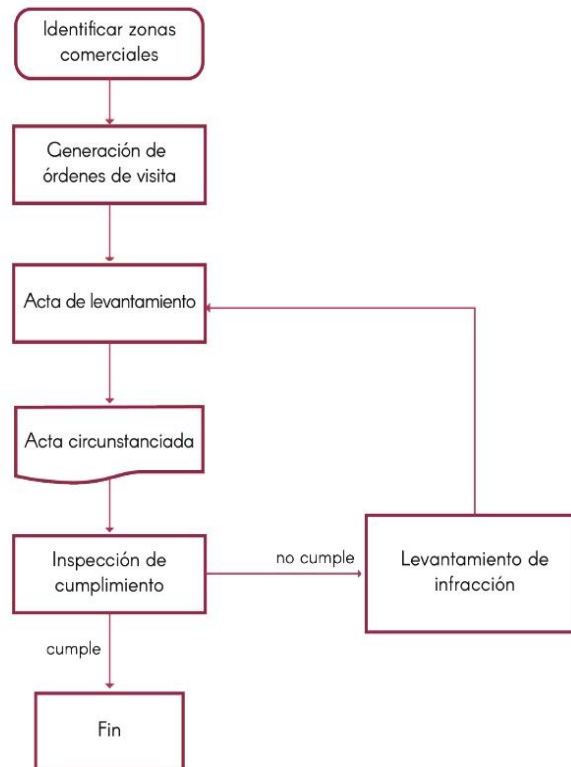 Identificar zonas
comerciales
Generación de
órdenes de visita
Acta de levantamiento
Acta circunstanciada
Inspección de
cumplimiento
no cumple
Levantamiento de
infracción
cumple
Fin